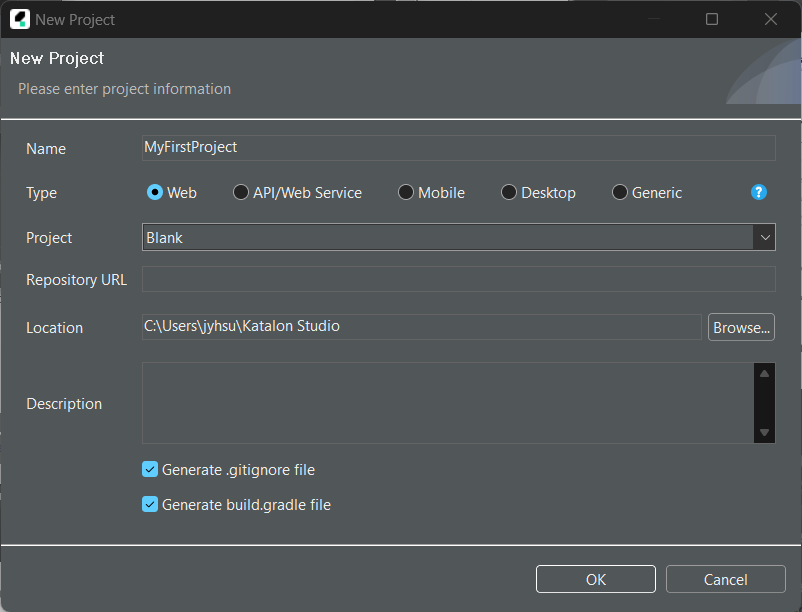 New Project
New Project
Please enter project information
Name MyFirstProject
Type Web API/Web Service Mobile Desktop Generic ?
Project Blank
Repository URL
Location C:\Users\jyhsu\Katalon Studio Browse...
Description
Generate .gitignore file
Generate build.gradle file
OK Cancel